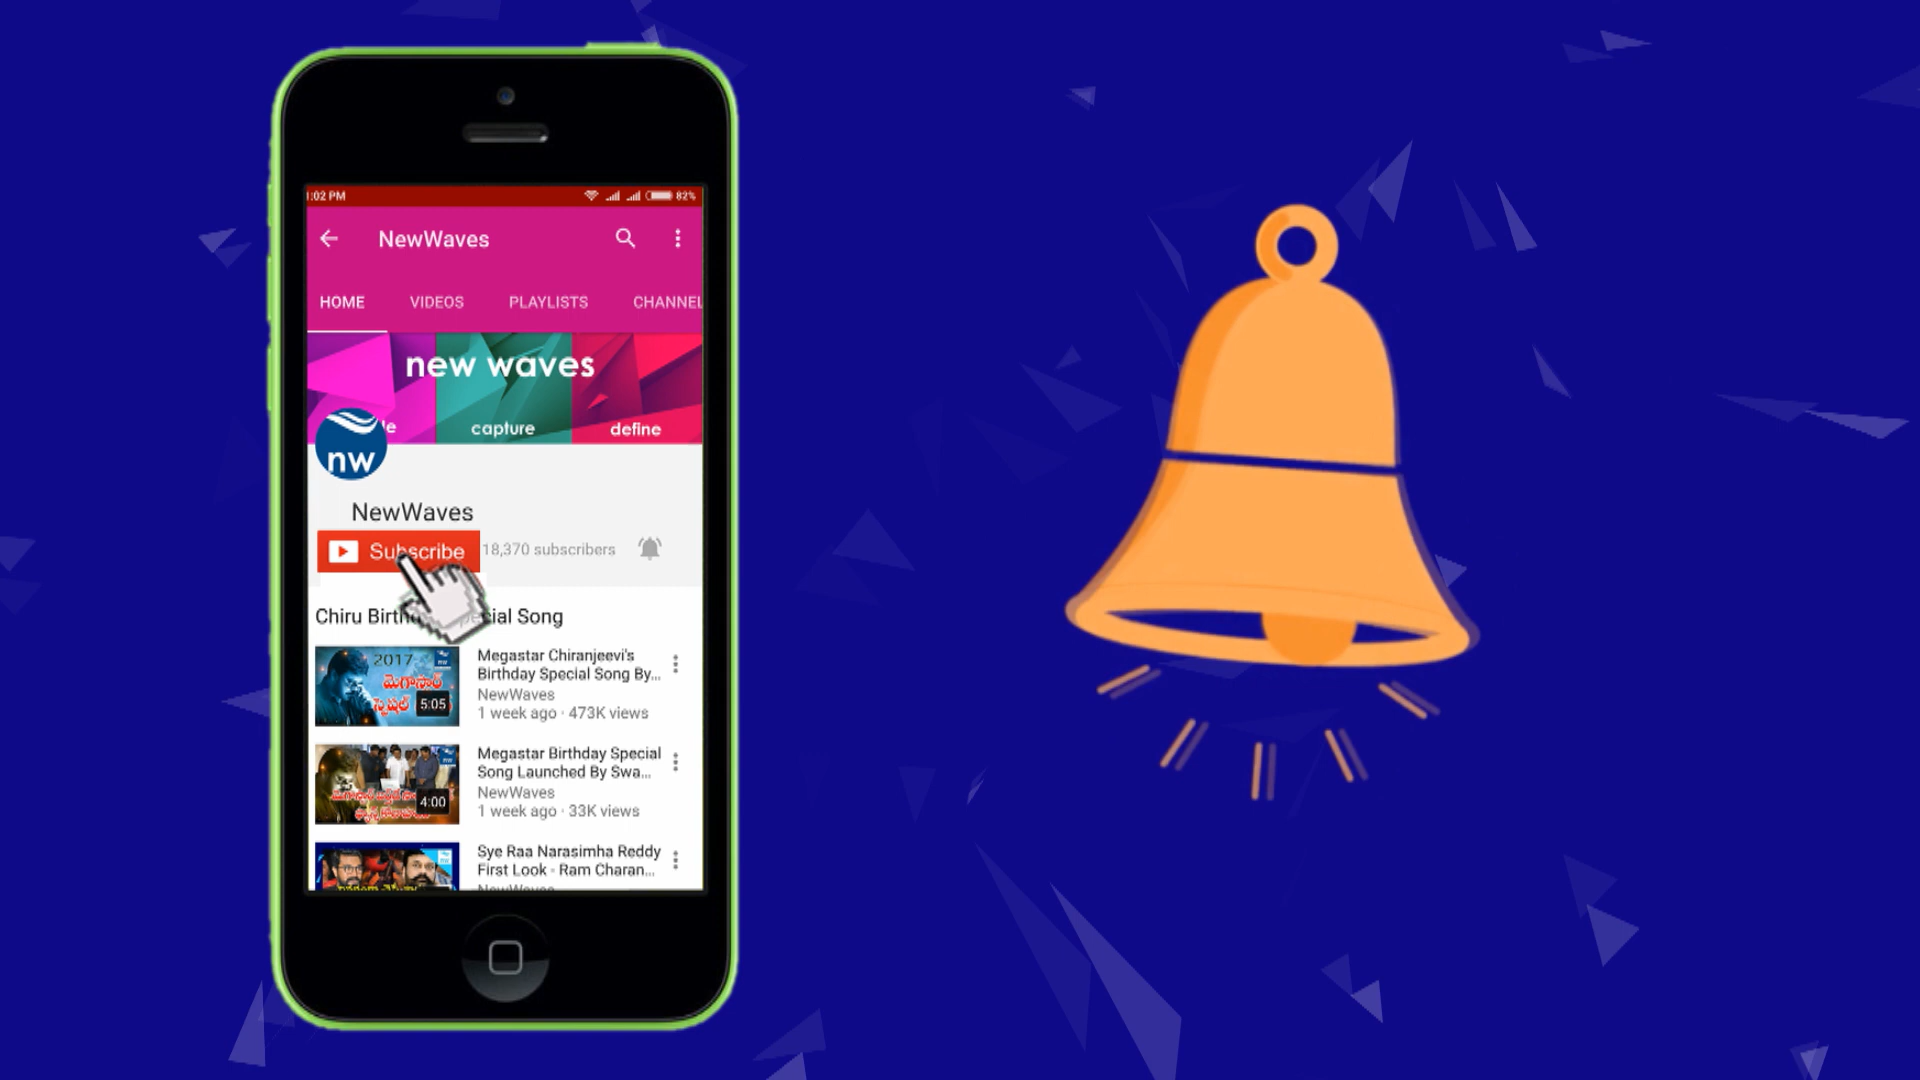 1:02 PM
82%
NewWaves
HOME VIDEOS PLAYLISTS CHANNEL
new waves
capture
define
nw
NewWaves
Subscribe
18,370 subscribers
Chiru Birth ecial Song
2017
మెగాస్టార్
స్పెషల్
5:05
Megastar Chiranjeevi's
Birthday Special Song By...
NewWaves
1 week ago · 473K views
4:00
Megastar Birthday Special
Song Launched By Swa...
NewWaves
1 week ago · 33K views
Sye Raa Narasimha Reddy
First Look - Ram Charan...
NewWaves